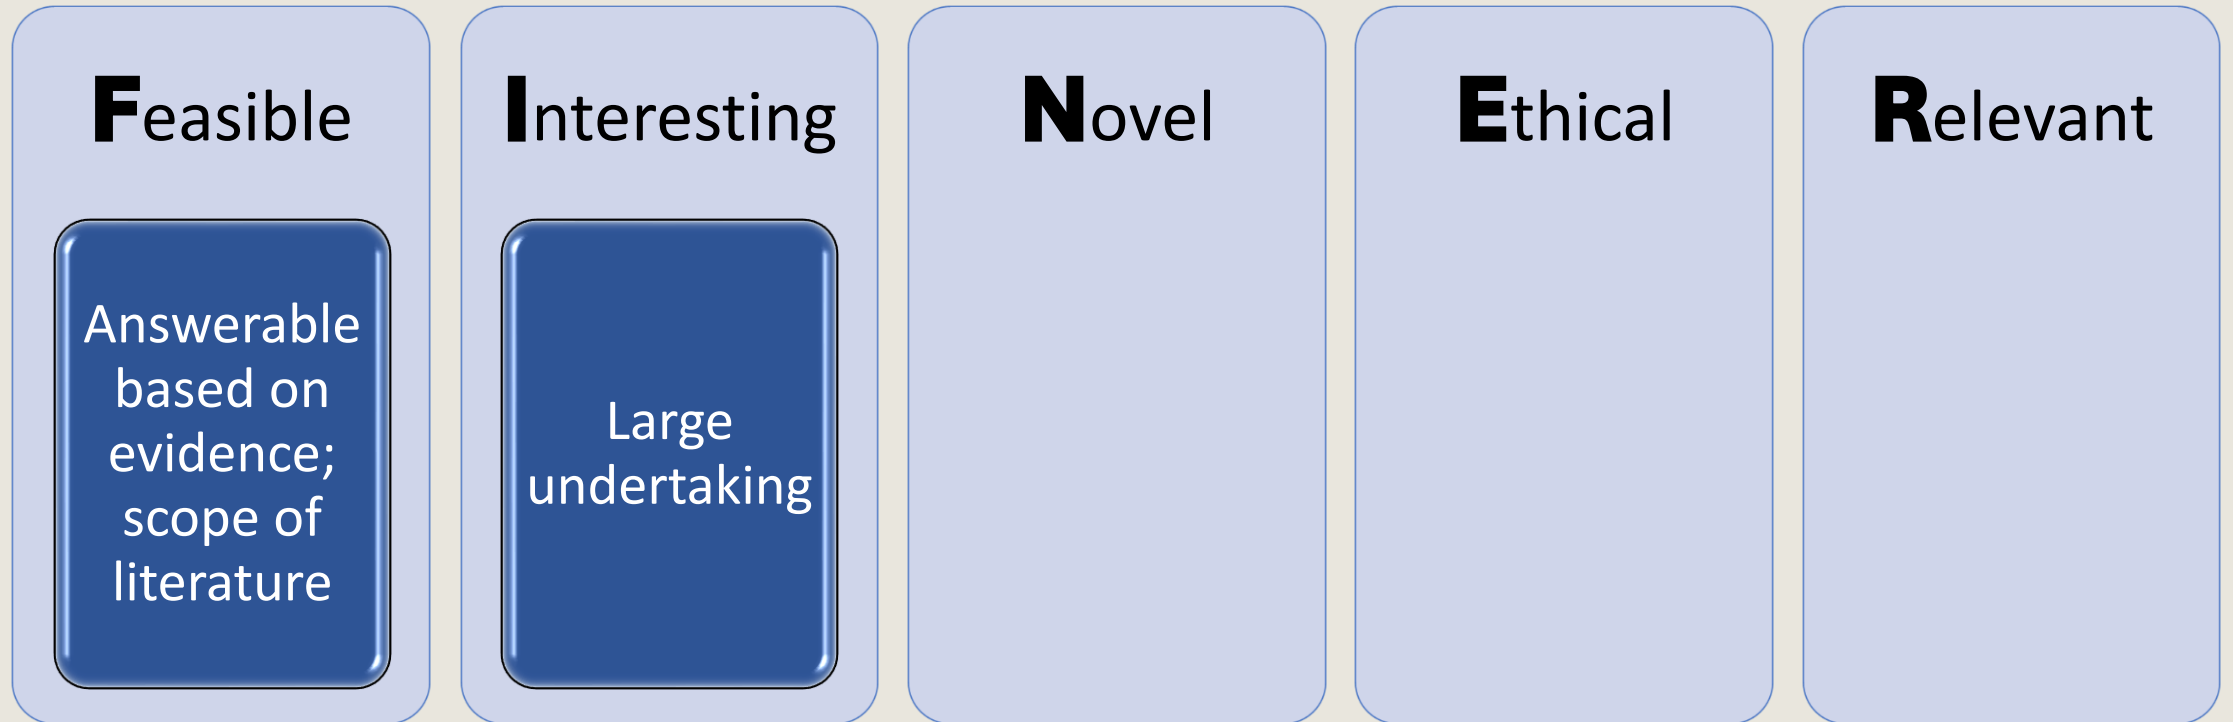 Feasible
Answerable
based on
evidence;
scope of
literature
Interesting
Large
undertaking
Novel
Ethical
Relevant